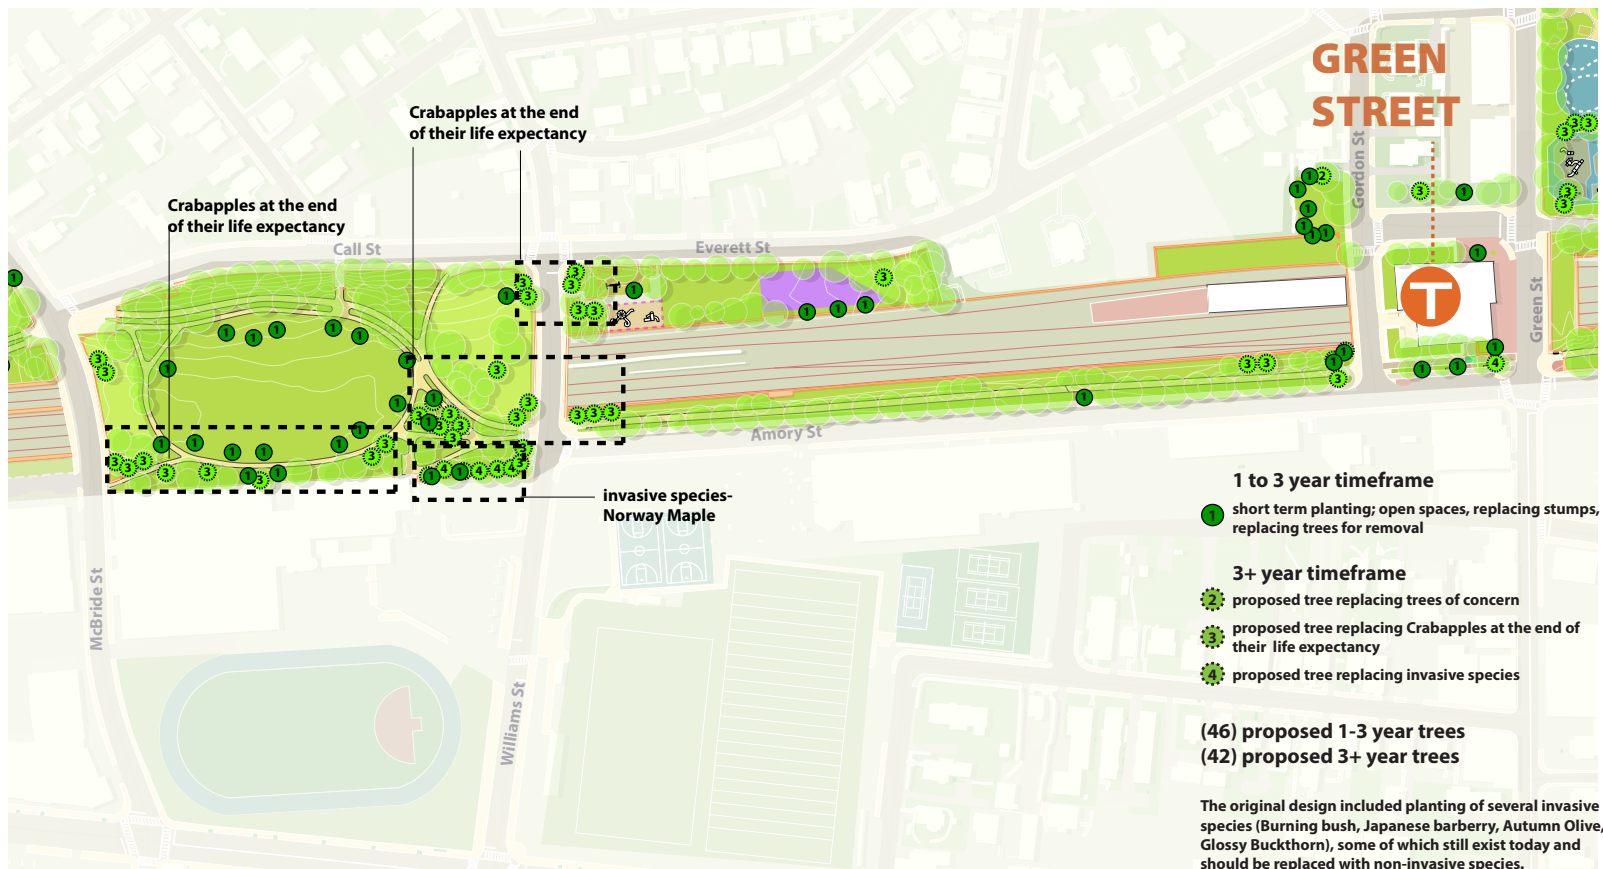 GREEN
STREET
Crabapples at the end
of their life expectancy
Crabapples at the end
of their life expectancy
Call St
Everett St
Gordon St
Green St
Amory St
McBride St
Williams St
T
invasive species-
Norway Maple
1 to 3 year timeframe
1 short term planting; open spaces, replacing stumps,
replacing trees for removal
3+ year timeframe
2 proposed tree replacing trees of concern
3 proposed tree replacing Crabapples at the end of
their life expectancy
4 proposed tree replacing invasive species
(46) proposed 1-3 year trees
(42) proposed 3+ year trees
The original design included planting of several invasive
species (Burning bush, Japanese barberry, Autumn Olive,
Glossy Buckthorn), some of which still exist today and
should be replaced with non-invasive species.